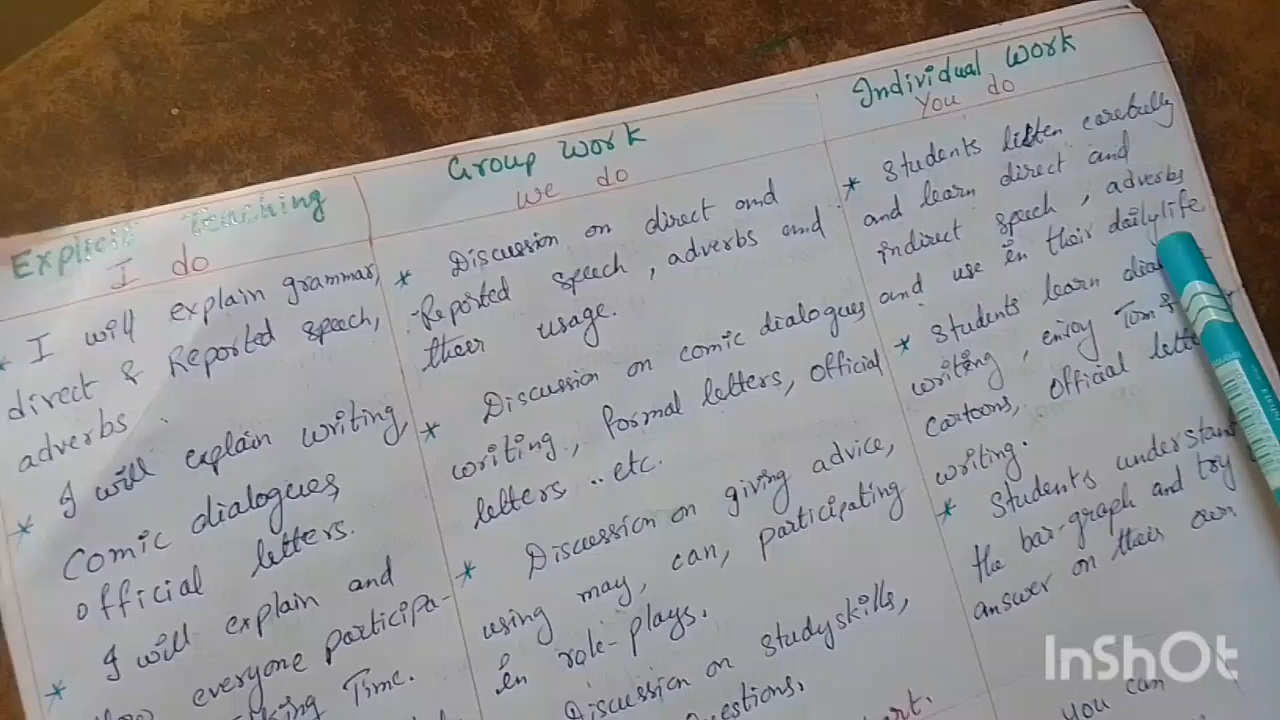 Explicit Teaching
I do
* I will explain grammar,
direct & Reported speech,
adverbs.
* I will explain writing,
Comic dialogues,
official letters.
* I will explain and
everyone participa-
Time.
Group Work
We do
* Discussion on direct and
Reported speech, adverbs and
their usage.
* Discussion on comic dialogues
writing, formal letters, official
letters .. etc.
* Discussion on giving advice,
using may, can, participating
in role-plays.
Discussion on studyskills,
Individual Work
You do
* Students listen carefully
and learn direct and
indirect speech, adverbs
and use in their dailylife
* Students learn
writing, enjoy Tom &
cartoons, official
writing.
* Students understand
the bar-graph and try
answer on their own
you can
InShOt